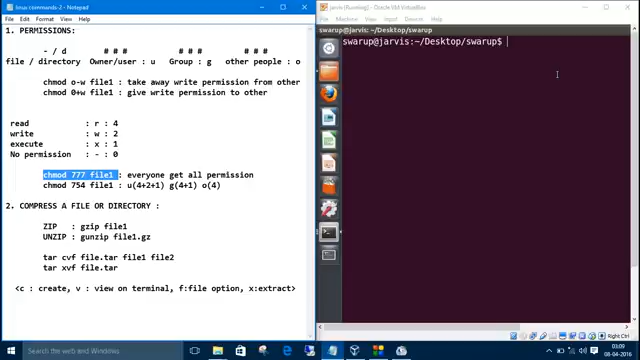 linux commands-2 - Notepad
File Edit Format View Help
1. PERMISSIONS:
- / d # # # # # # # # #
file / directory Owner/user : u Group : g other people : o
chmod o-w file1 : take away write permission from other
chmod 0+w file1 : give write permission to other
read : r : 4
write : w : 2
execute : x : 1
No permission : - : 0
chmod 777 file1 : everyone get all permission
chmod 754 file1 : u(4+2+1) g(4+1) o(4)
2. COMPRESS A FILE OR DIRECTORY :
ZIP : gzip file1
UNZIP : gunzip file1.gz
tar cvf file.tar file1 file2
tar xvf file.tar
<c : create, v : view on terminal, f:file option, x:extract>
jarvis [Running] - Oracle VM VirtualBox
File Machine View Input Devices Help
swarup@jarvis: ~/Desktop/swarup
swarup@jarvis:~/Desktop/swarup$
Right Ctrl
Search the web and Windows
03:09
08-04-2016